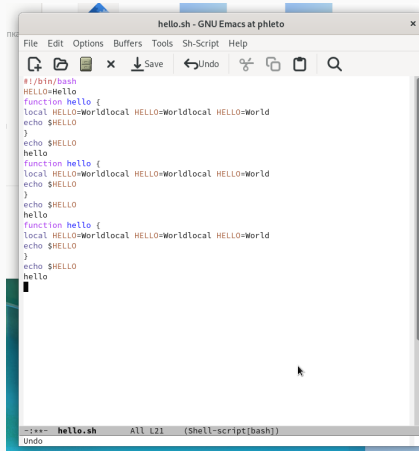 пка
hello.sh - GNU Emacs at phleto
File Edit Options Buffers Tools Sh-Script Help
Save Undo
#!/bin/bash
HELLO=Hello
function hello {
local HELLO=Worldlocal HELLO=Worldlocal HELLO=World
echo $HELLO
}
echo $HELLO
hello
function hello {
local HELLO=Worldlocal HELLO=Worldlocal HELLO=World
echo $HELLO
}
echo $HELLO
hello
function hello {
local HELLO=Worldlocal HELLO=Worldlocal HELLO=World
echo $HELLO
}
echo $HELLO
hello
-:**- hello.sh All L21 (Shell-script[bash])
Undo